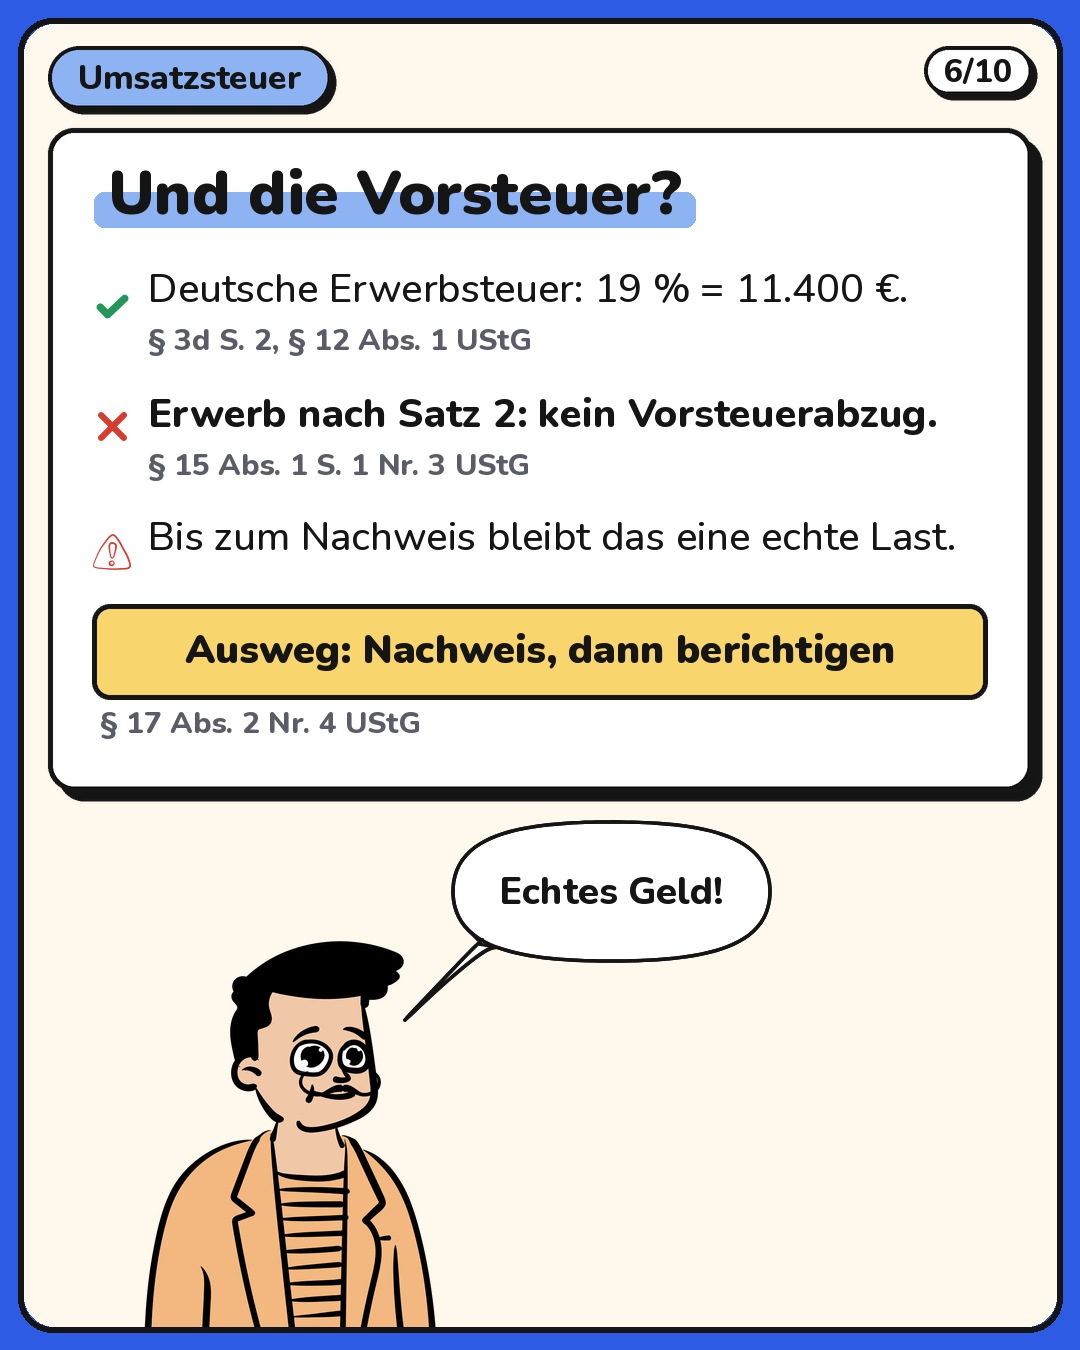 Umsatzsteuer
6/10
Und die Vorsteuer?
Deutsche Erwerbsteuer: 19 % = 11.400 €.
§ 3d S. 2, § 12 Abs. 1 UStG
Erwerb nach Satz 2: kein Vorsteuerabzug.
§ 15 Abs. 1 S. 1 Nr. 3 UStG
Bis zum Nachweis bleibt das eine echte Last.
Ausweg: Nachweis, dann berichtigen
§ 17 Abs. 2 Nr. 4 UStG
Echtes Geld!